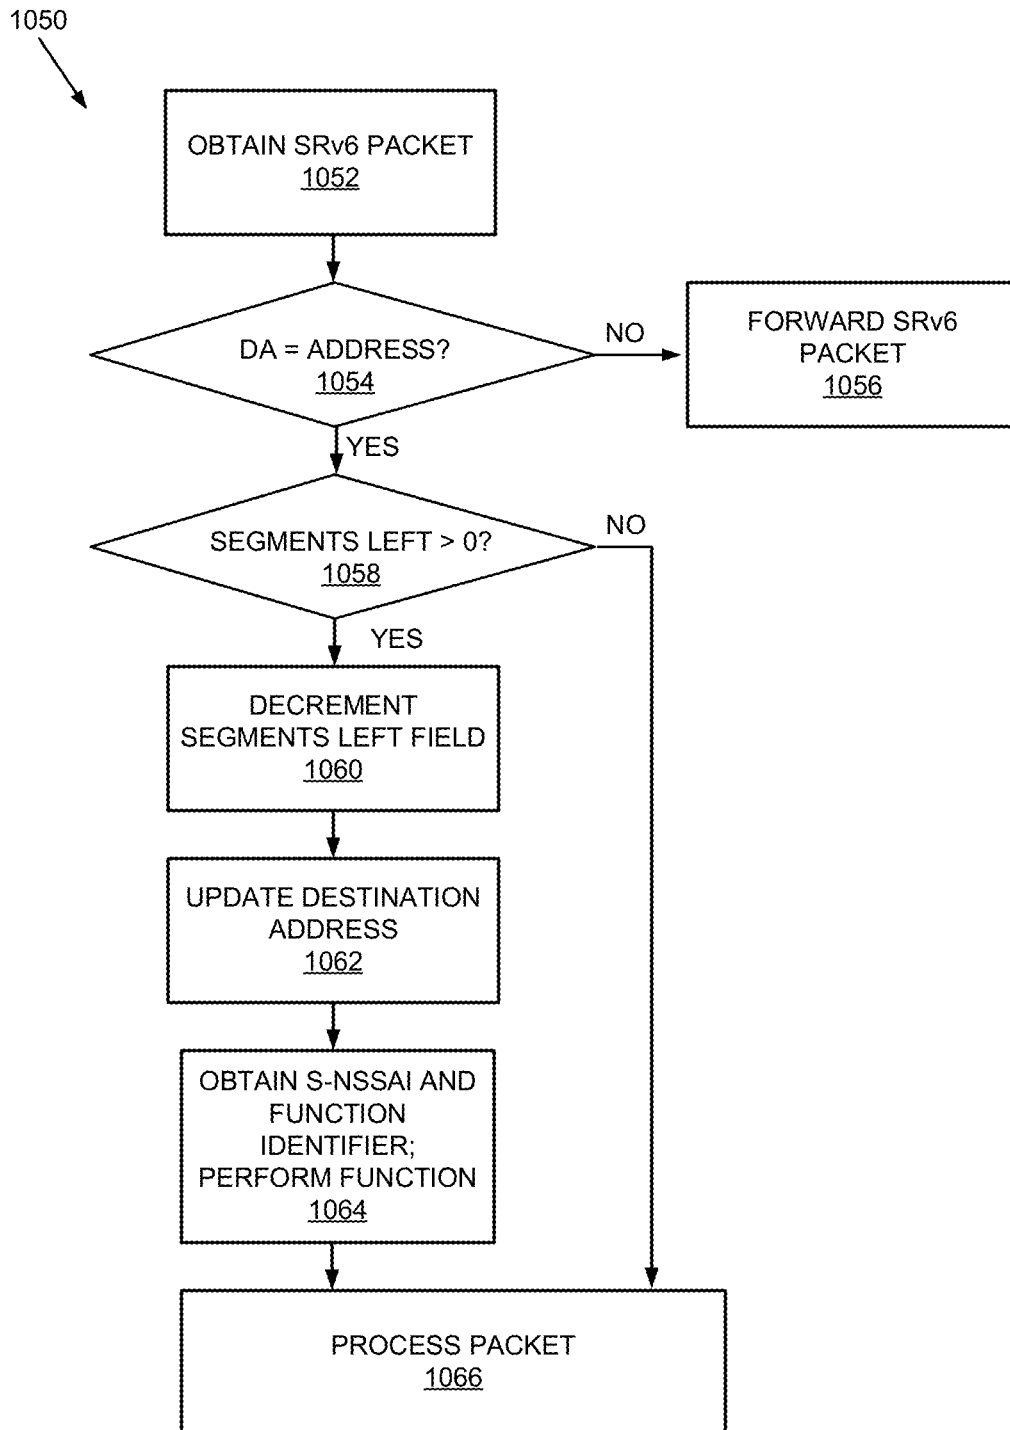 1050
OBTAIN SRv6 PACKET
1052
DA = ADDRESS?
1054
NO
FORWARD SRv6
PACKET
1056
YES
SEGMENTS LEFT > 0?
1058
NO
YES
DECREMENT
SEGMENTS LEFT FIELD
1060
UPDATE DESTINATION
ADDRESS
1062
OBTAIN S-NSSAI AND
FUNCTION
IDENTIFIER;
PERFORM FUNCTION
1064
PROCESS PACKET
1066